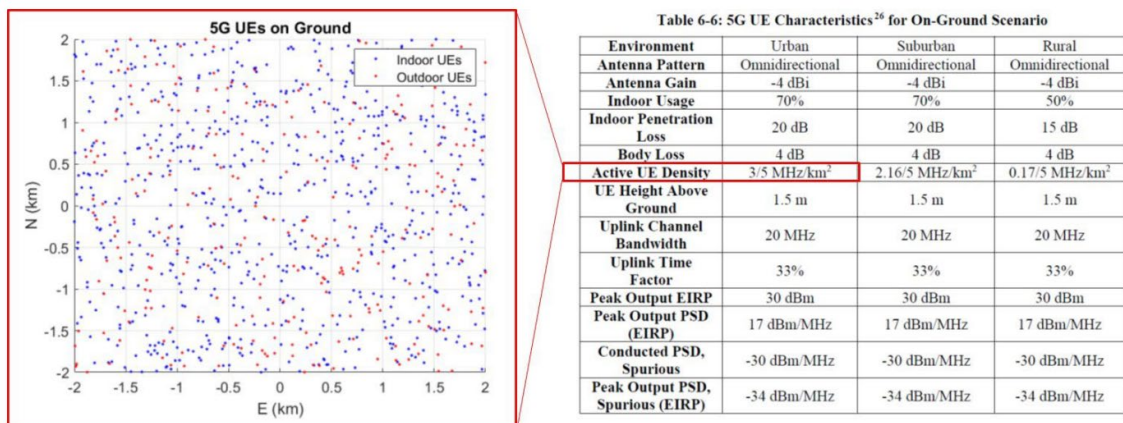 5G UEs on Ground
Indoor UEs
Outdoor UEs
N (km)
2
1.5
1
0.5
0
-0.5
-1
-1.5
-2
-2 -1.5 -1 -0.5 0 0.5 1 1.5 2
E (km)
Table 6-6: 5G UE Characteristics²⁶ for On-Ground Scenario
Environment Urban Suburban Rural
Antenna Pattern Omnidirectional Omnidirectional Omnidirectional
Antenna Gain -4 dBi -4 dBi -4 dBi
Indoor Usage 70% 70% 50%
Indoor Penetration
Loss 20 dB 20 dB 15 dB
Body Loss 4 dB 4 dB 4 dB
Active UE Density 3/5 MHz/km² 2.16/5 MHz/km² 0.17/5 MHz/km²
UE Height Above
Ground 1.5 m 1.5 m 1.5 m
Uplink Channel
Bandwidth 20 MHz 20 MHz 20 MHz
Uplink Time
Factor 33% 33% 33%
Peak Output EIRP 30 dBm 30 dBm 30 dBm
Peak Output PSD
(EIRP) 17 dBm/MHz 17 dBm/MHz 17 dBm/MHz
Conducted PSD,
Spurious -30 dBm/MHz -30 dBm/MHz -30 dBm/MHz
Peak Output PSD,
Spurious (EIRP) -34 dBm/MHz -34 dBm/MHz -34 dBm/MHz